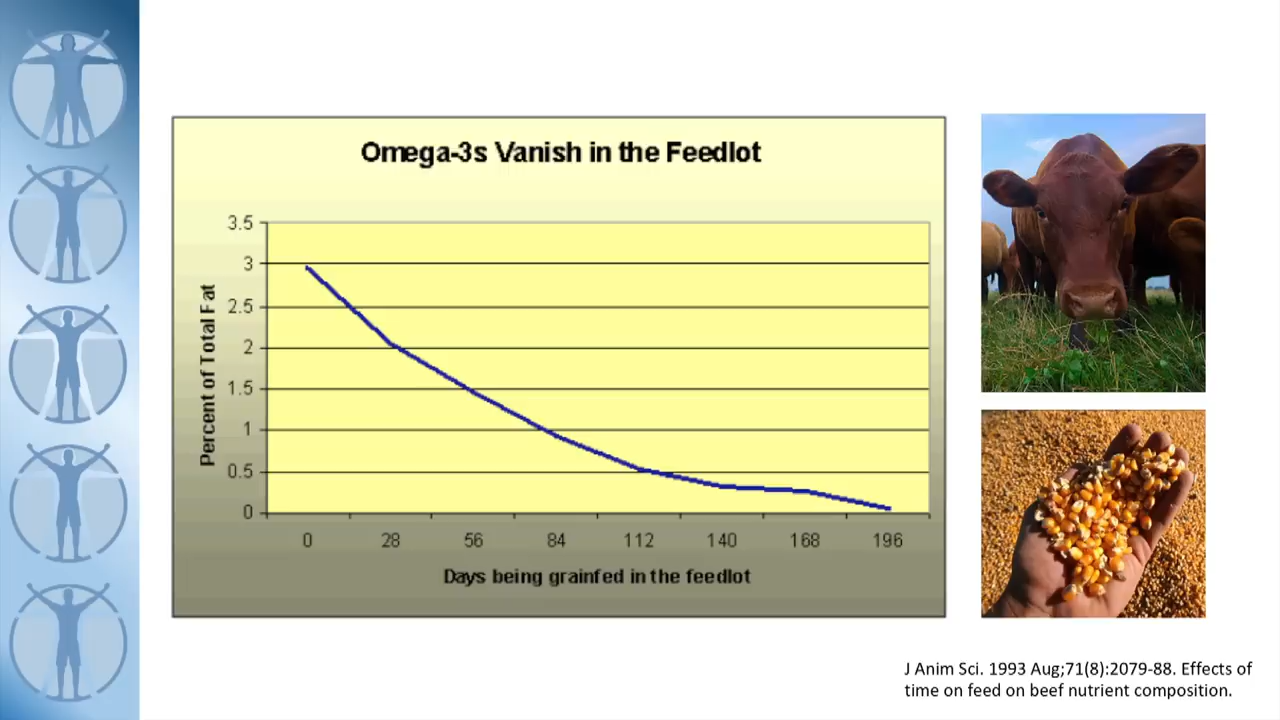 Omega-3s Vanish in the Feedlot
3.5
3
2.5
2
1.5
1
0.5
0
Percent of Total Fat
0 28 56 84 112 140 168 196
Days being grainfed in the feedlot
J Anim Sci. 1993 Aug;71(8):2079-88. Effects of
time on feed on beef nutrient composition.